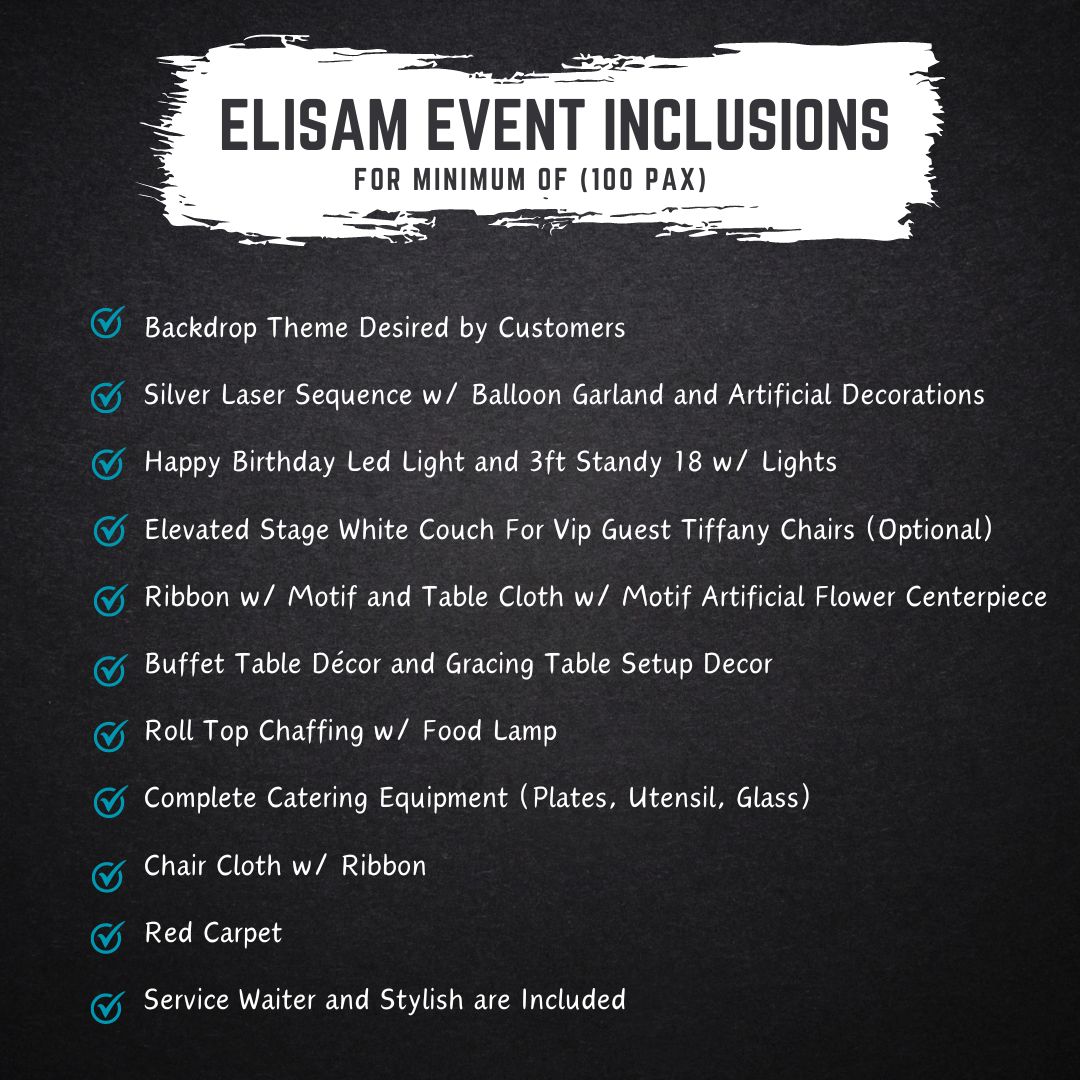 ELISAM EVENT INCLUSIONS
FOR MINIMUM OF (100 PAX)
Backdrop Theme Desired by Customers
Silver Laser Sequence w/ Balloon Garland and Artificial Decorations
Happy Birthday Led Light and 3ft Standy 18 w/ Lights
Elevated Stage White Couch For Vip Guest Tiffany Chairs (Optional)
Ribbon w/ Motif and Table Cloth w/ Motif Artificial Flower Centerpiece
Buffet Table Décor and Gracing Table Setup Decor
Roll Top Chaffing w/ Food Lamp
Complete Catering Equipment (Plates, Utensil, Glass)
Chair Cloth w/ Ribbon
Red Carpet
Service Waiter and Stylish are Included